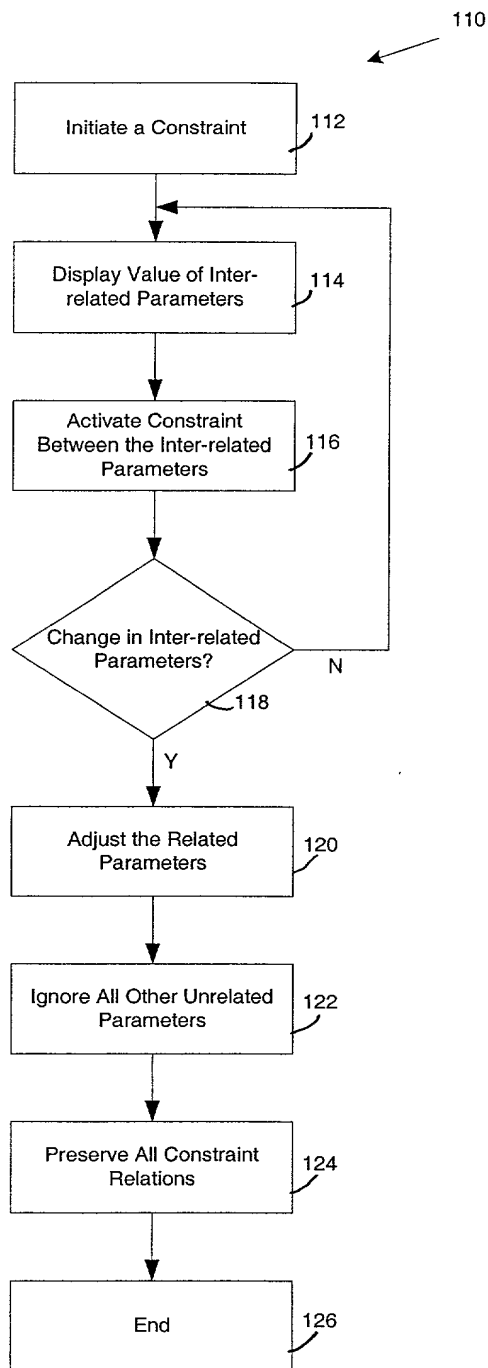 110
Initiate a Constraint
112
Display Value of Inter-
related Parameters
114
Activate Constraint
Between the Inter-related
Parameters
116
Change in Inter-related
Parameters?
118
N
Y
Adjust the Related
Parameters
120
Ignore All Other Unrelated
Parameters
122
Preserve All Constraint
Relations
124
End
126